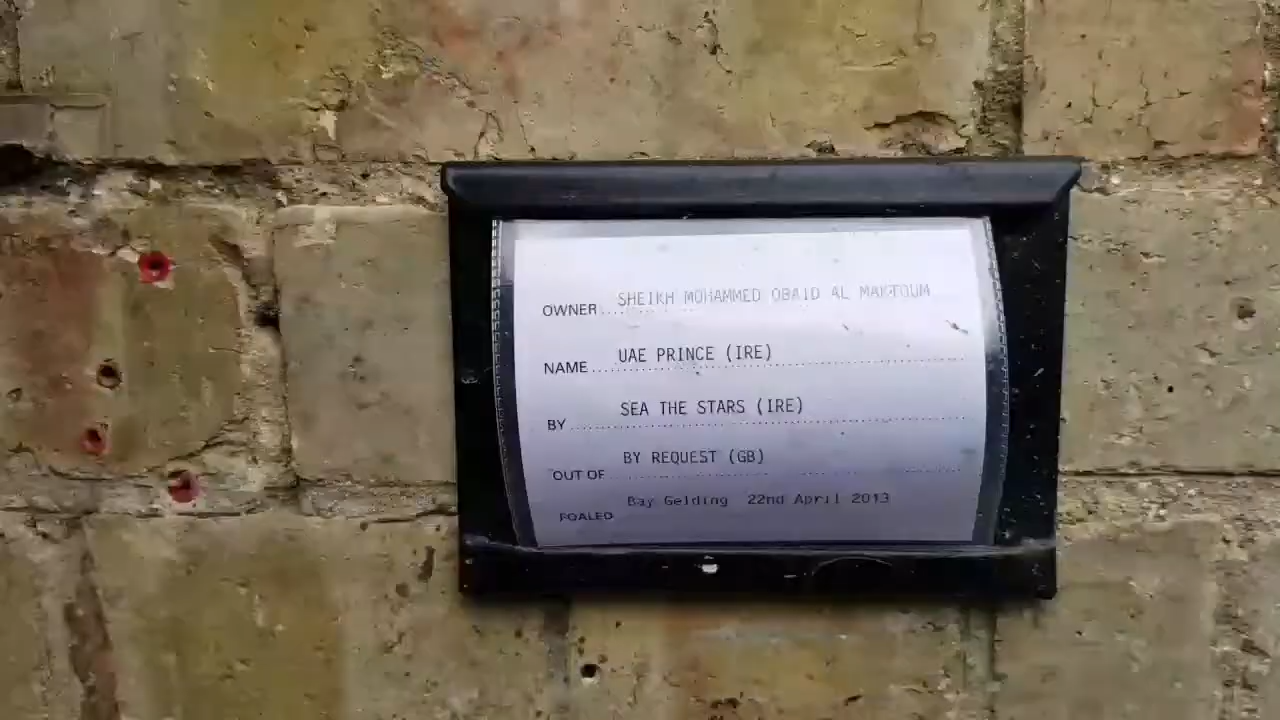 OWNER SHEIKH MOHAMMED OBAID AL MAKTOUM
NAME UAE PRINCE (IRE)
BY SEA THE STARS (IRE)
OUT OF BY REQUEST (GB)
FOALED Bay Gelding 22nd April 2013